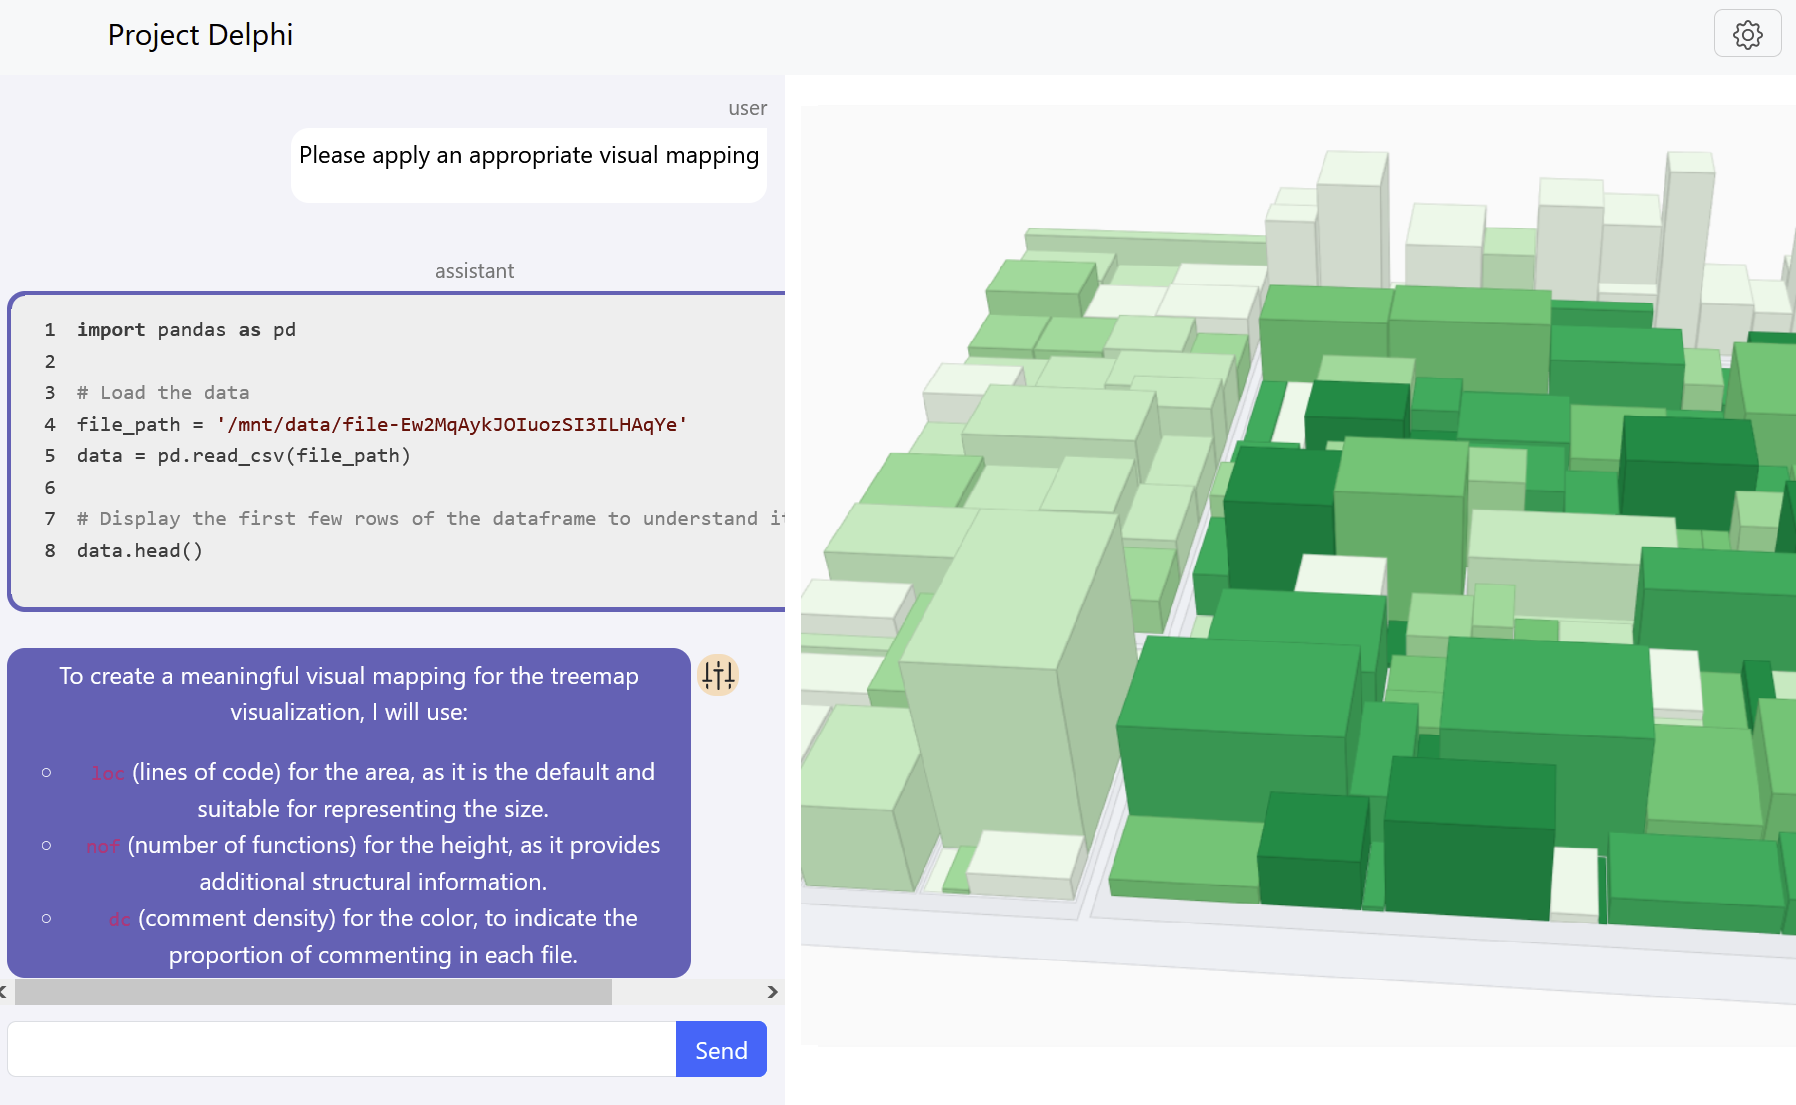 Project Delphi
user
Please apply an appropriate visual mapping
assistant
1 import pandas as pd
2
3 # Load the data
4 file_path = '/mnt/data/file-Ew2MqAykJOIuozSI3ILHAqYe'
5 data = pd.read_csv(file_path)
6
7 # Display the first few rows of the dataframe to understand
8 data.head()
To create a meaningful visual mapping for the treemap
visualization, I will use:
loc (lines of code) for the area, as it is the default and
suitable for representing the size.
nof (number of functions) for the height, as it provides
additional structural information.
dc (comment density) for the color, to indicate the
proportion of commenting in each file.
Send